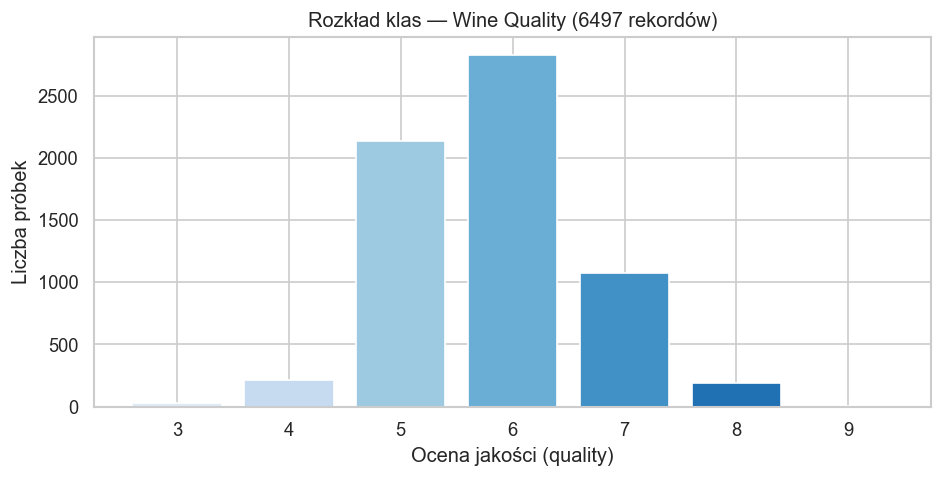 Rozkład klas — Wine Quality (6497 rekordów)
Liczba próbek
2500
2000
1500
1000
500
0
3 4 5 6 7 8 9
Ocena jakości (quality)